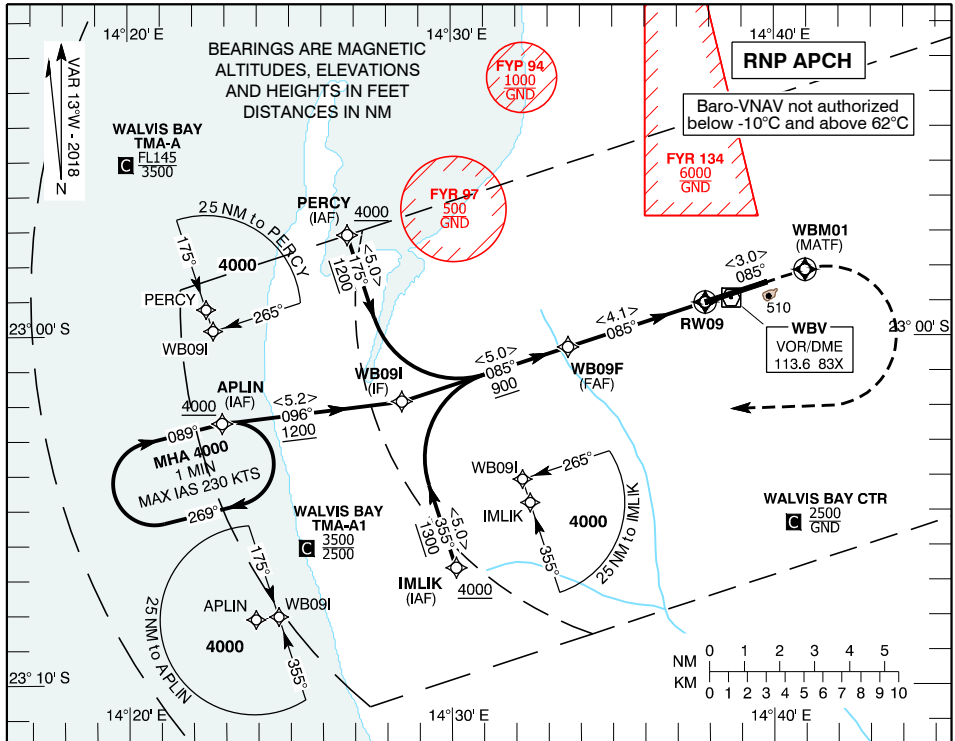 14°20' E
14°30' E
14°40' E
VAR 13°W - 2018
N
BEARINGS ARE MAGNETIC
ALTITUDES, ELEVATIONS
AND HEIGHTS IN FEET
DISTANCES IN NM
FYP 94
1000
GND
RNP APCH
Baro-VNAV not authorized
below -10°C and above 62°C
WALVIS BAY
TMA-A
C
FL145
3500
FYR 134
6000
GND
FYR 97
500
GND
PERCY
(IAF)
4000
<5.0>
175°
1200
25 NM to PERCY
175°
4000
265°
PERCY
WB09I
WBM01
(MATF)
<3.0>
085°
510
RW09
WBV
VOR/DME
113.6 83X
23° 00' S
23° 00' S
<4.1>
085°
WB09F
(FAF)
<5.0>
085°
900
WB09I
(IF)
APLIN
(IAF)
4000
<5.2>
096°
1200
089°
MHA 4000
1 MIN
MAX IAS 230 KTS
269°
WB09I
265°
IMLIK
4000
355°
25 NM to IMLIK
WALVIS BAY CTR
C
2500
GND
WALVIS BAY
TMA-A1
C
3500
2500
<5.0>
355°
1300
IMLIK
(IAF)
4000
175°
APLIN
WB09I
4000
355°
25 NM to APLIN
NM
0 1 2 3 4 5
KM
0 1 2 3 4 5 6 7 8 9 10
23° 10' S
14°20' E
14°30' E
14°40' E